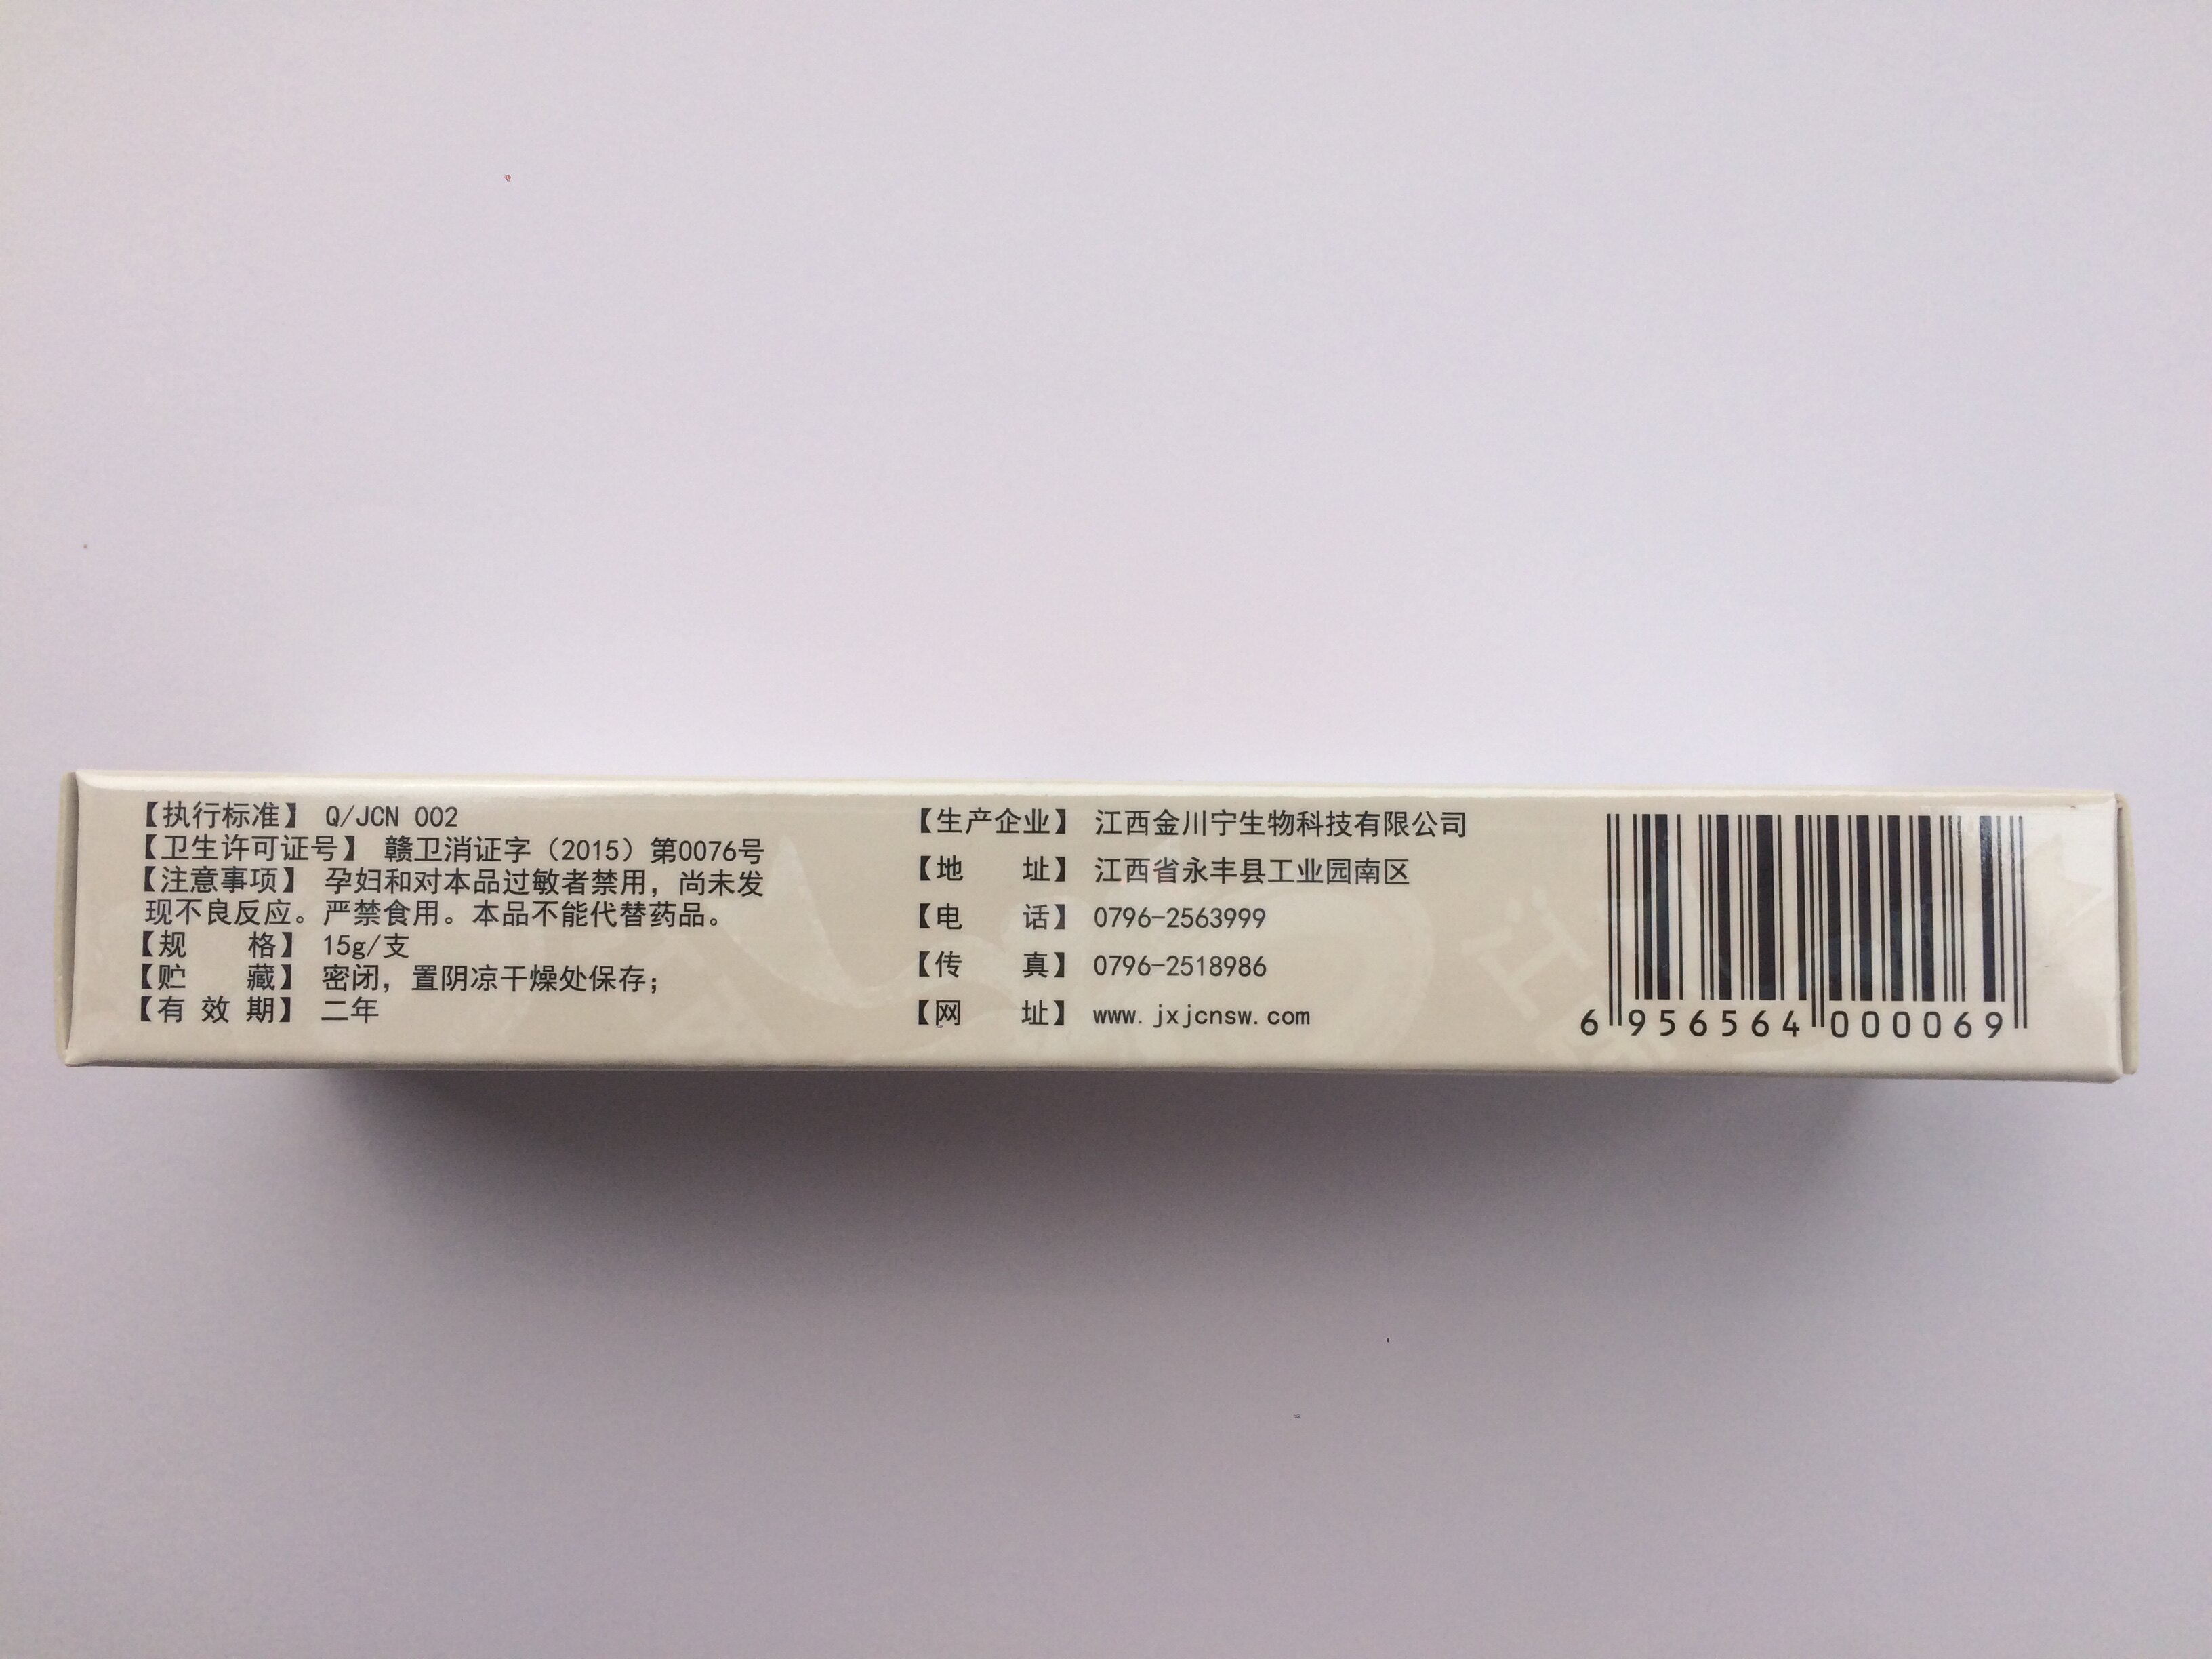 【执行标准】 Q/JCN 002
【卫生许可证号】 赣卫消证字（2015）第0076号
【注意事项】 孕妇和对本品过敏者禁用，尚未发
现不良反应。严禁食用。本品不能代替药品。
【规 格】 15g/支
【贮 藏】 密闭，置阴凉干燥处保存；
【有 效 期】 二年
【生产企业】 江西金川宁生物科技有限公司
【地 址】 江西省永丰县工业园南区
【电 话】 0796-2563999
【传 真】 0796-2518986
【网 址】 www.jxjcnsw.com
6 956564 000069